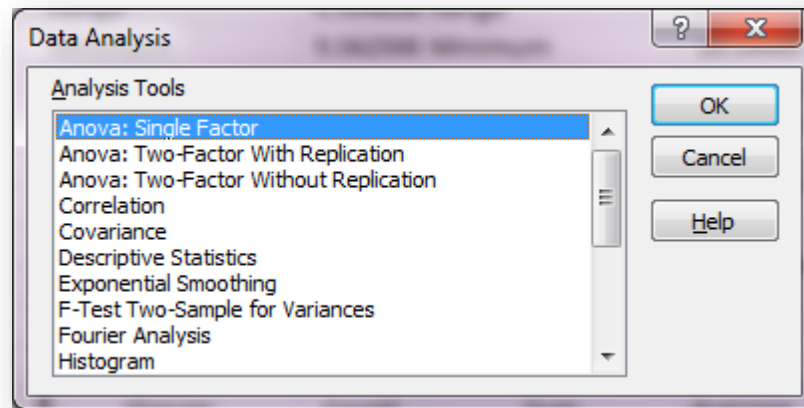 Data Analysis
Analysis Tools
Anova: Single Factor
Anova: Two-Factor With Replication
Anova: Two-Factor Without Replication
Correlation
Covariance
Descriptive Statistics
Exponential Smoothing
F-Test Two-Sample for Variances
Fourier Analysis
Histogram
OK
Cancel
Help